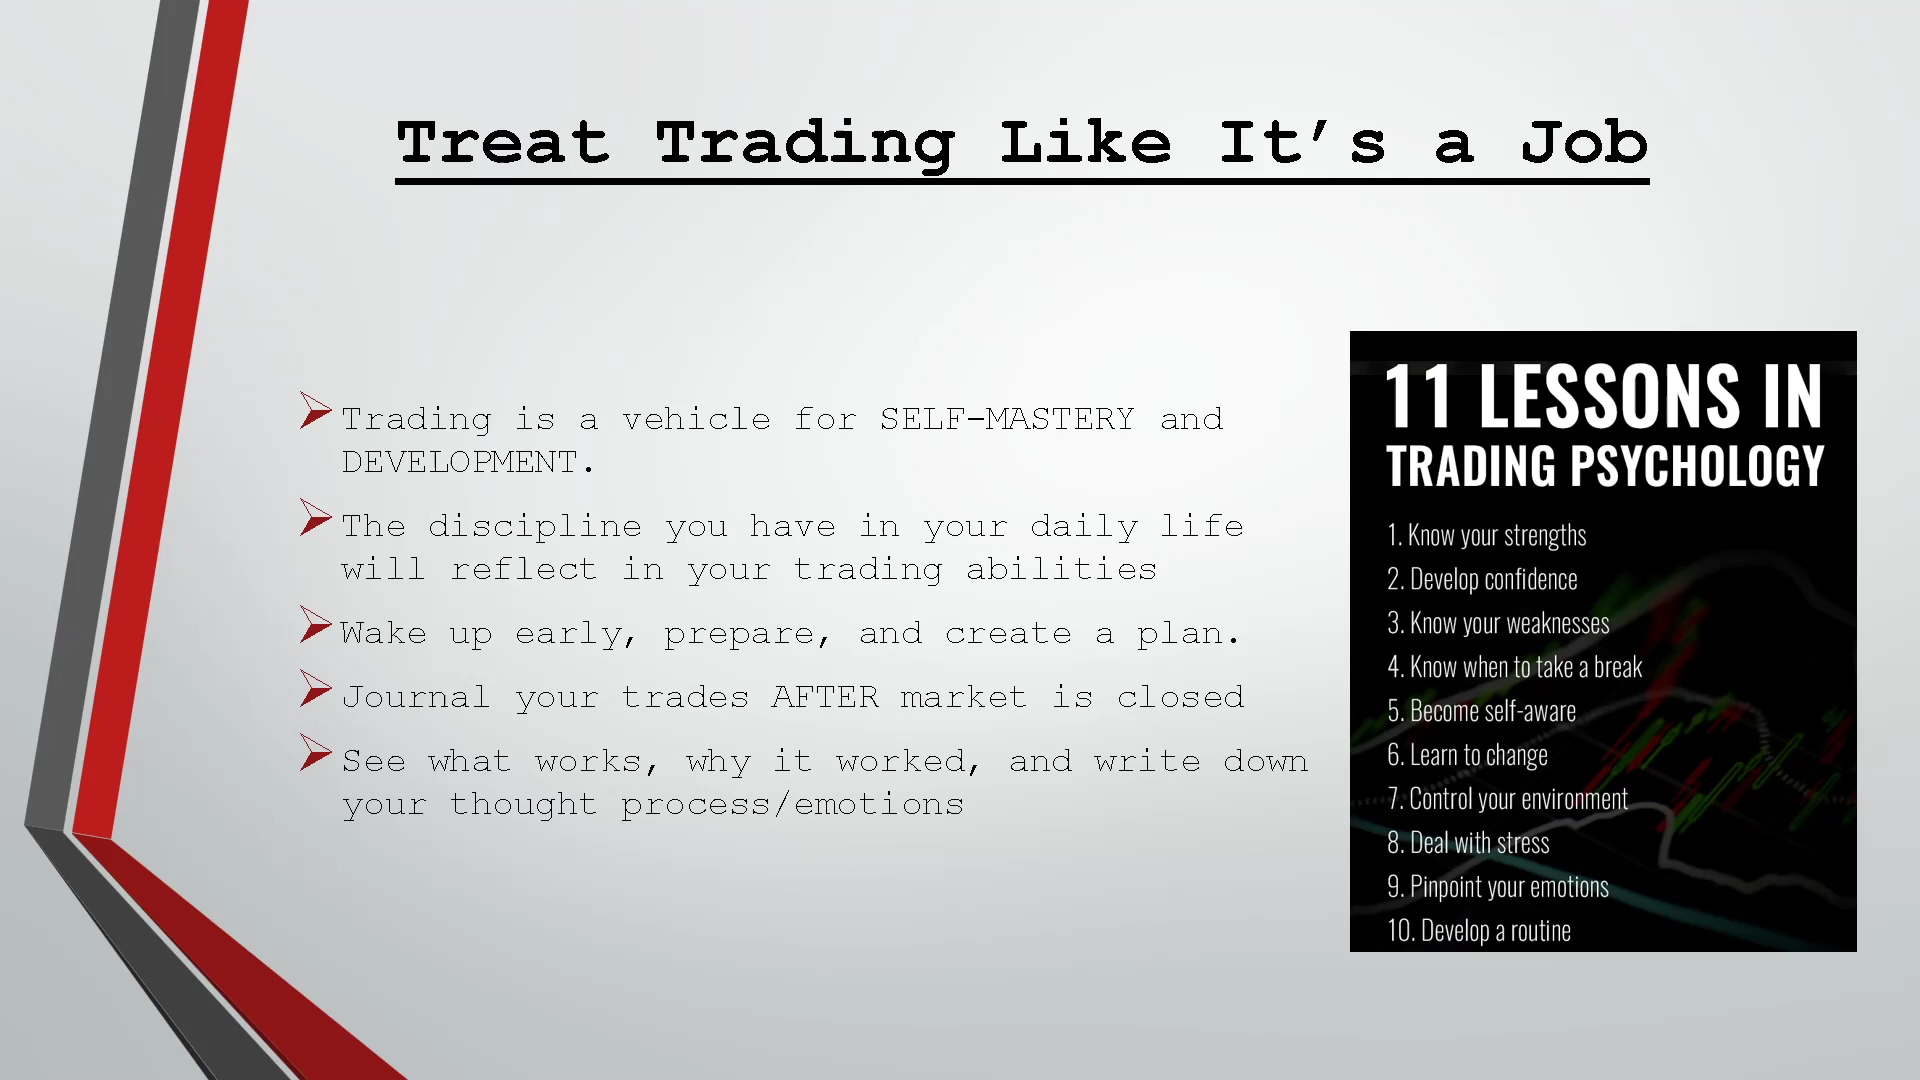 Treat Trading Like It’s a Job
Trading is a vehicle for SELF-MASTERY and
DEVELOPMENT.
The discipline you have in your daily life
will reflect in your trading abilities
Wake up early, prepare, and create a plan.
Journal your trades AFTER market is closed
See what works, why it worked, and write down
your thought process/emotions
11 LESSONS IN
TRADING PSYCHOLOGY
1. Know your strengths
2. Develop confidence
3. Know your weaknesses
4. Know when to take a break
5. Become self-aware
6. Learn to change
7. Control your environment
8. Deal with stress
9. Pinpoint your emotions
10. Develop a routine